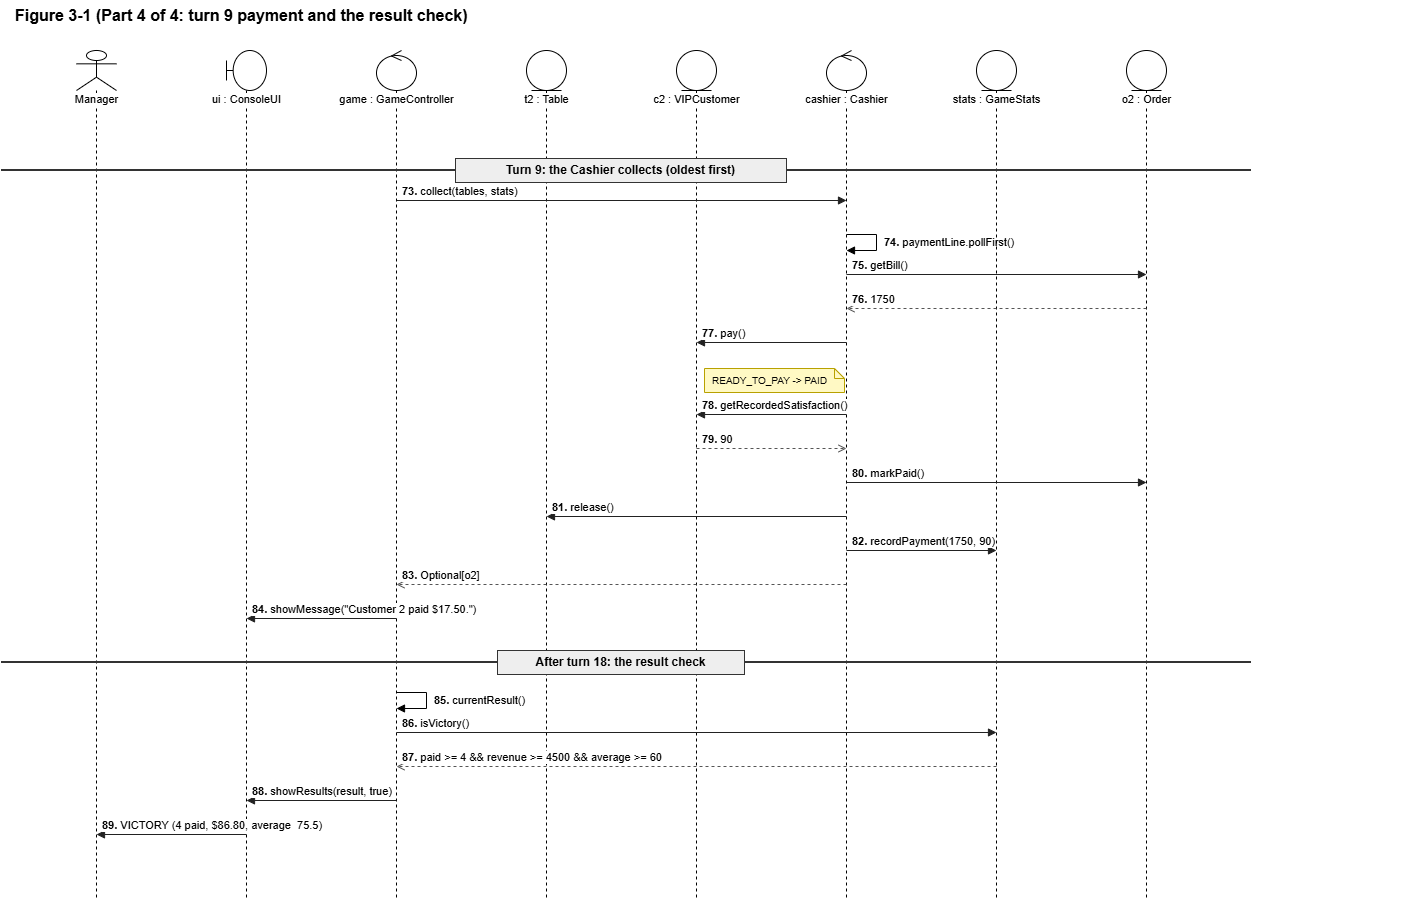 Figure 3-1 (Part 4 of 4: turn 9 payment and the result check)
Manager
ui : ConsoleUI
game : GameController
t2 : Table
c2 : VIPCustomer
cashier : Cashier
stats : GameStats
o2 : Order
Turn 9: the Cashier collects (oldest first)
73. collect(tables, stats)
74. paymentLine.pollFirst()
75. getBill()
76. 1750
77. pay()
READY_TO_PAY -> PAID
78. getRecordedSatisfaction()
79. 90
80. markPaid()
81. release()
82. recordPayment(1750, 90)
83. Optional[o2]
84. showMessage("Customer 2 paid $17.50.")
After turn 18: the result check
85. currentResult()
86. isVictory()
87. paid >= 4 && revenue >= 4500 && average >= 60
88. showResults(result, true)
89. VICTORY (4 paid, $86.80, average  75.5)